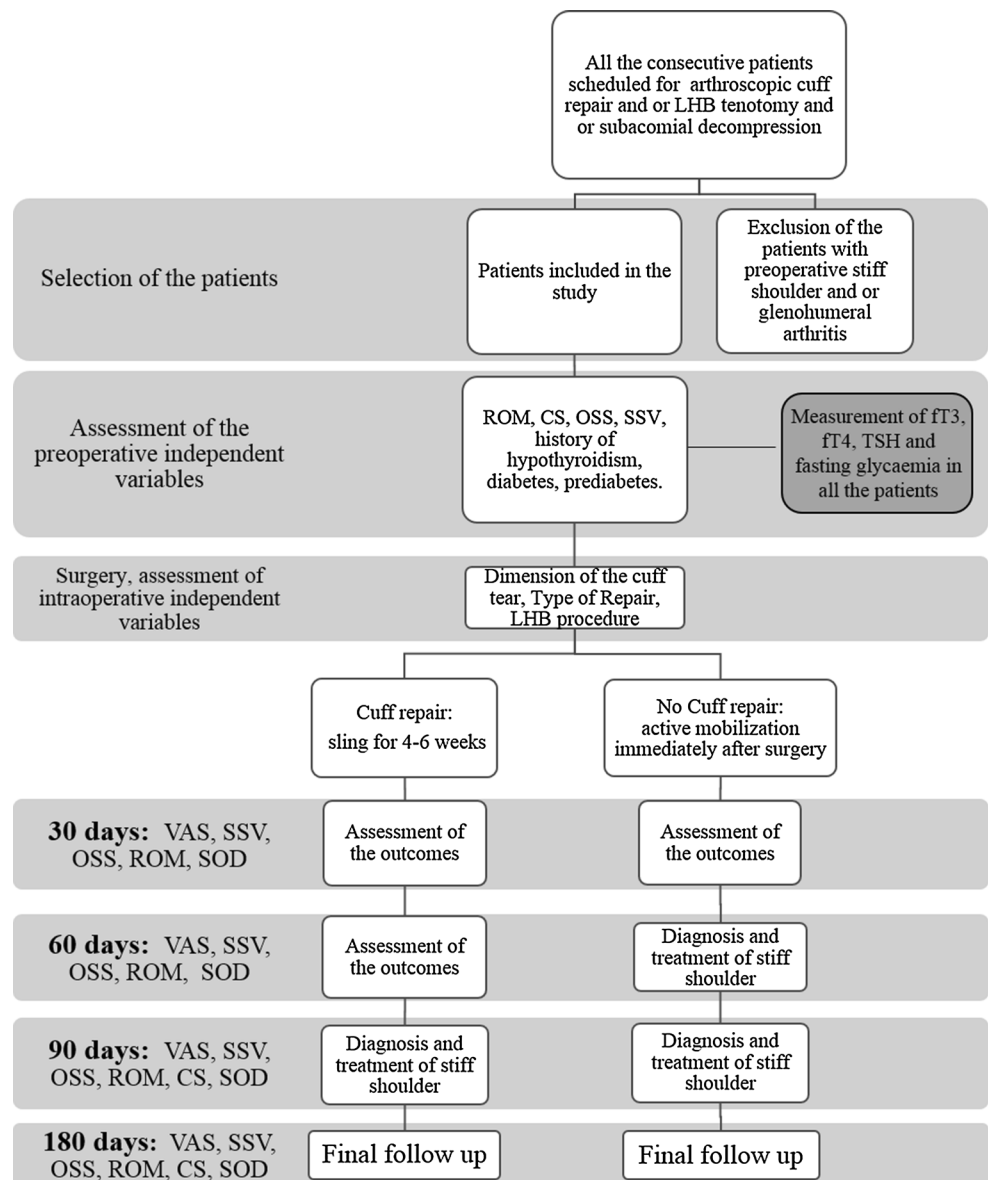 All the consecutive patients
scheduled for arthroscopic cuff
repair and or LHB tenotomy and
or subacomial decompression
Selection of the patients
Patients included in the
study
Exclusion of the
patients with
preoperative stiff
shoulder and or
glenohumeral
arthritis
Assessment of the
preoperative independent
variables
ROM, CS, OSS, SSV,
history of
hypothyroidism,
diabetes, prediabetes.
Measurement of fT3,
fT4, TSH and
fasting glycaemia in
all the patients
Surgery, assessment of
intraoperative independent
variables
Dimension of the cuff
tear, Type of Repair,
LHB procedure
Cuff repair:
sling for 4-6 weeks
No Cuff repair:
active mobilization
immediately after surgery
30 days: VAS, SSV,
OSS, ROM, SOD
Assessment of
the outcomes
Assessment of
the outcomes
60 days: VAS, SSV,
OSS, ROM, SOD
Assessment of
the outcomes
Diagnosis and
treatment of stiff
shoulder
90 days: VAS, SSV,
OSS, ROM, CS, SOD
Diagnosis and
treatment of stiff
shoulder
Diagnosis and
treatment of stiff
shoulder
180 days: VAS, SSV,
OSS, ROM, CS, SOD
Final follow up
Final follow up